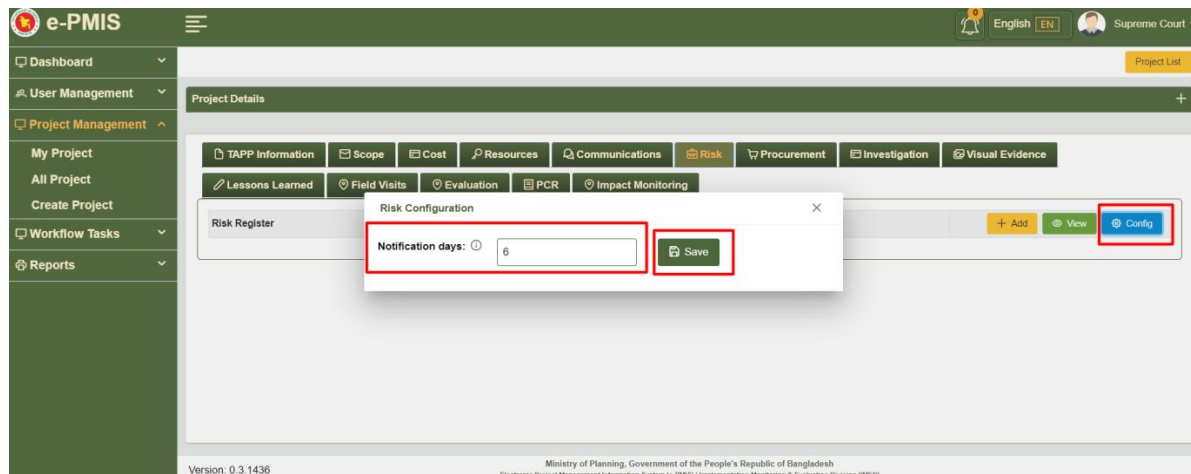 e-PMIS
0
English EN
Supreme Court
Dashboard
Project List
User Management
Project Details
Project Management
My Project
TAPP Information Scope Cost Resources Communications Risk Procurement Investigation Visual Evidence
All Project
Lessons Learned Field Visits Evaluation PCR Impact Monitoring
Create Project
Risk Configuration
Risk Register
+ Add View Config
Workflow Tasks
Notification days:
6
Save
Reports
Version: 0.3.1436
Ministry of Planning, Government of the People's Republic of Bangladesh